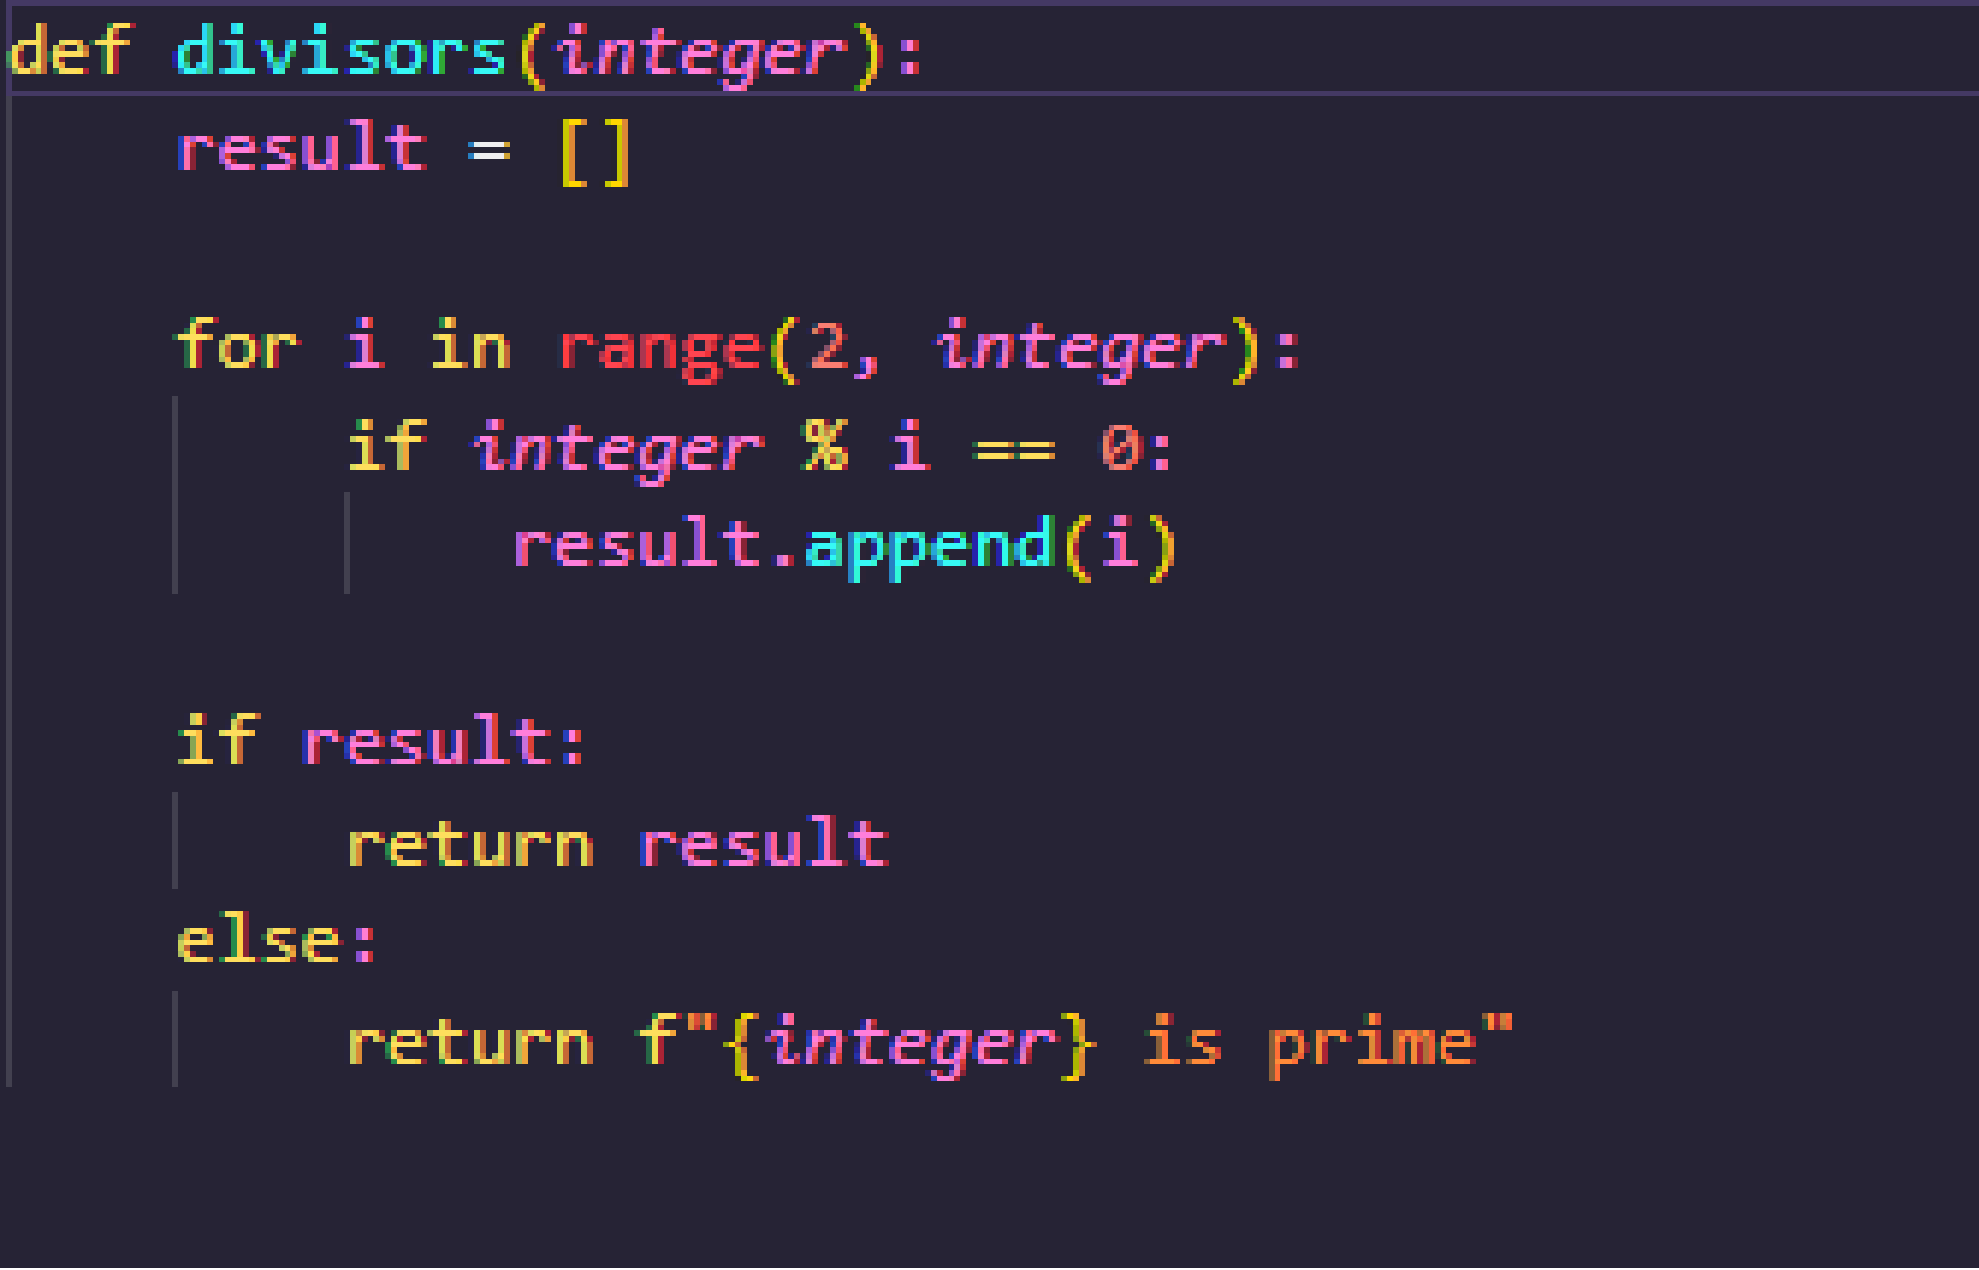 def divisors(integer):
    result = []
    for i in range(2, integer):
        if integer % i == 0:
            result.append(i)
    if result:
        return result
    else:
        return f"{integer} is prime"